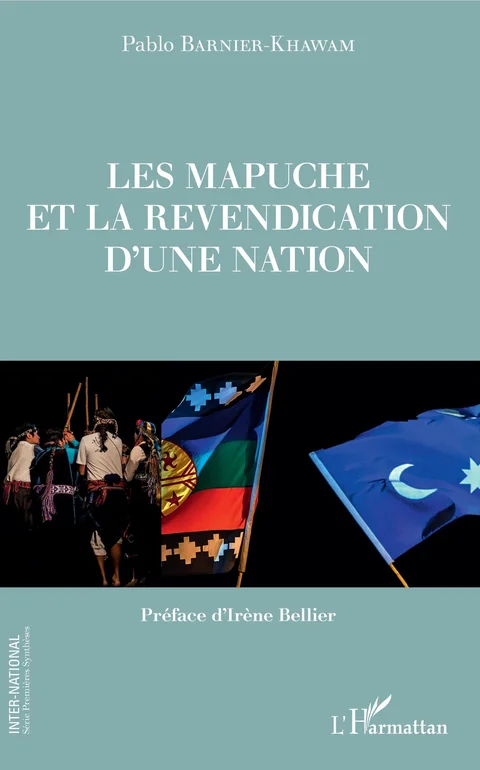 Pablo BARNIER-KHAWAM
LES MAPUCHE
ET LA REVENDICATION
D'UNE NATION
Préface d'Irène Bellier
INTER-NATIONAL
Série Premières Synthèses
L'Harmattan